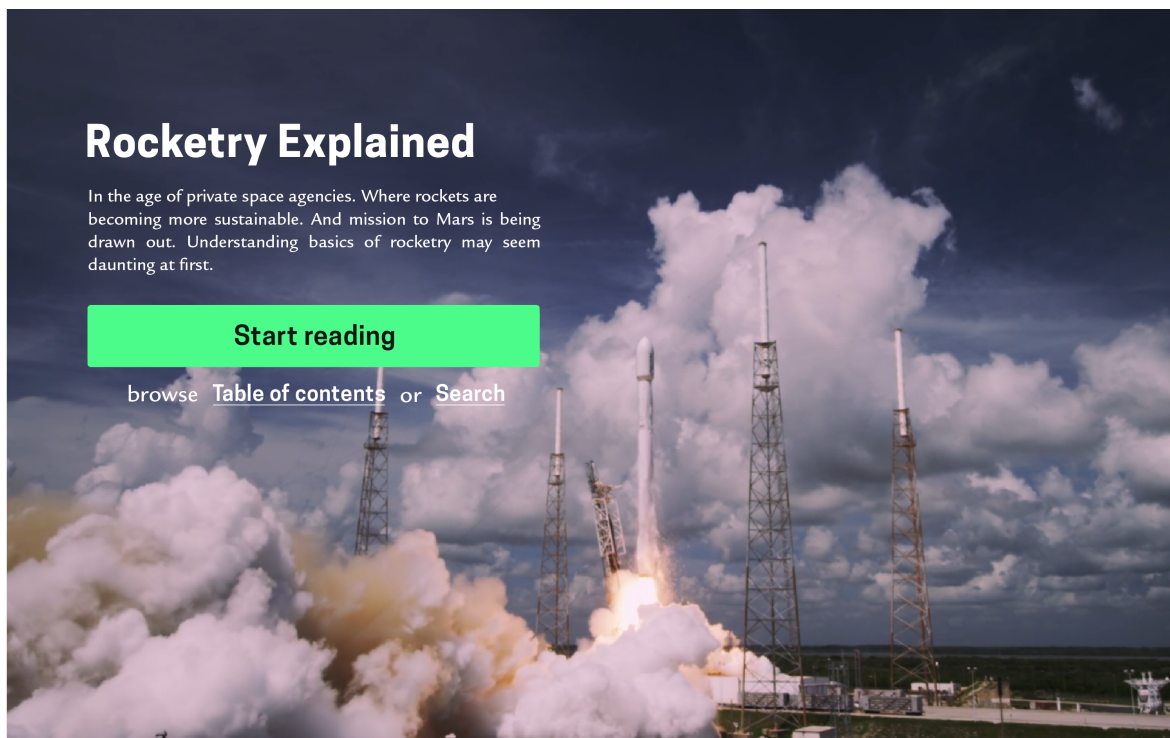 Rocketry Explained
In the age of private space agencies. Where rockets are
becoming more sustainable. And mission to Mars is being
drawn out. Understanding basics of rocketry may seem
daunting at first.
Start reading
browse Table of contents or Search